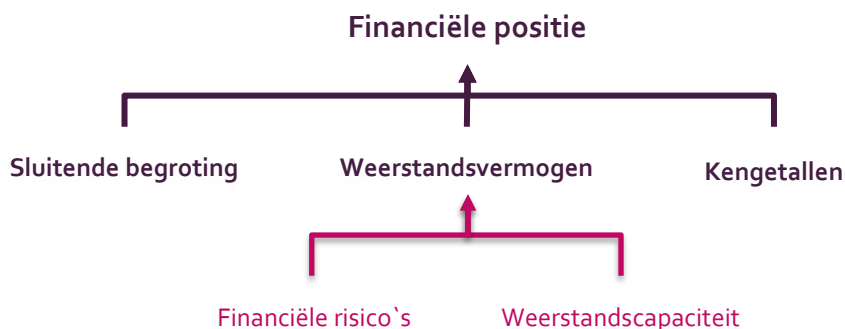 Financiële positie
Sluitende begroting
Weerstandsvermogen
Kengetallen
Financiële risico`s
Weerstandscapaciteit